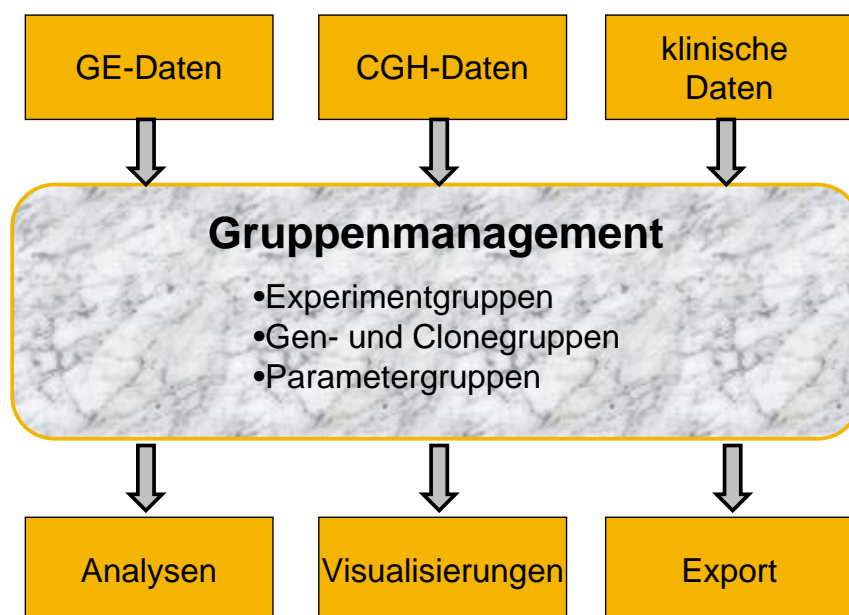 GE-Daten
CGH-Daten
klinische
Daten
Gruppenmanagement
•Experimentgruppen
•Gen- und Clonegruppen
•Parametergruppen
Analysen
Visualisierungen
Export